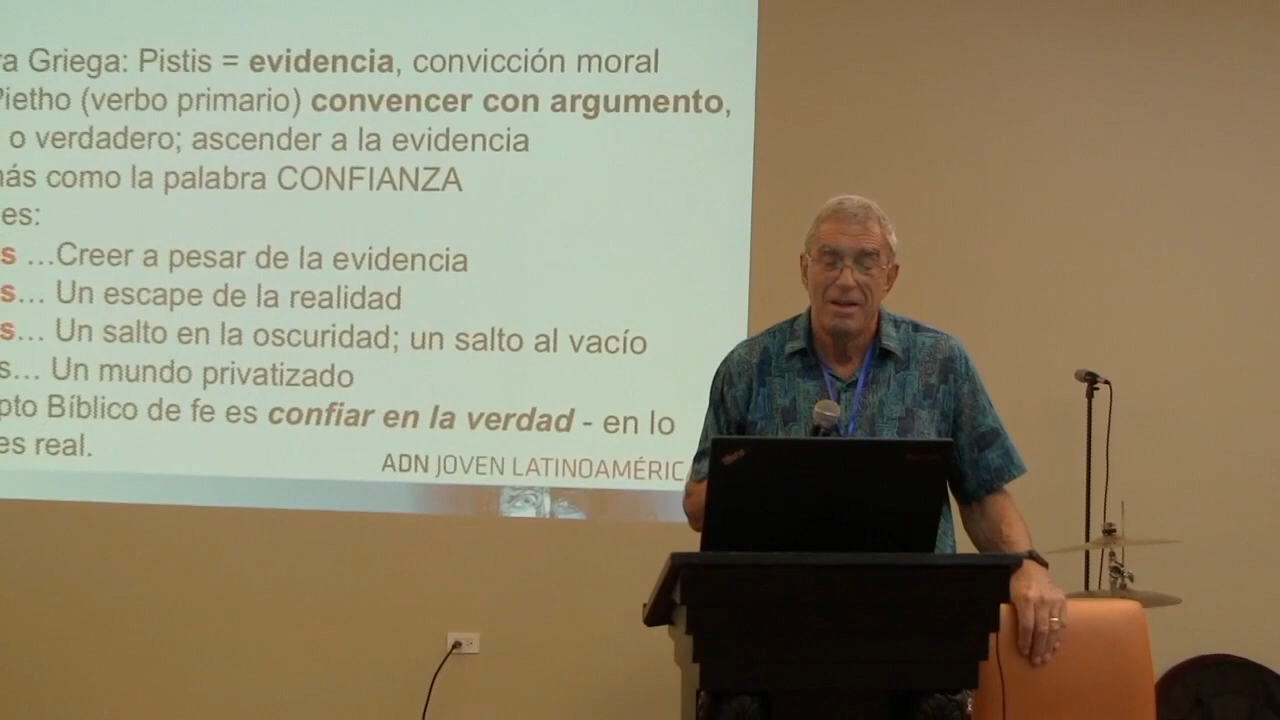 ra Griega: Pistis = evidencia, convicción moral
Pietho (verbo primario) convencer con argumento,
o verdadero; ascender a la evidencia
nás como la palabra CONFIANZA
es:
s ...Creer a pesar de la evidencia
s... Un escape de la realidad
s... Un salto en la oscuridad; un salto al vacío
s... Un mundo privatizado
pto Bíblico de fe es confiar en la verdad - en lo
es real.
ADN JOVEN LATINOAMÉRIC